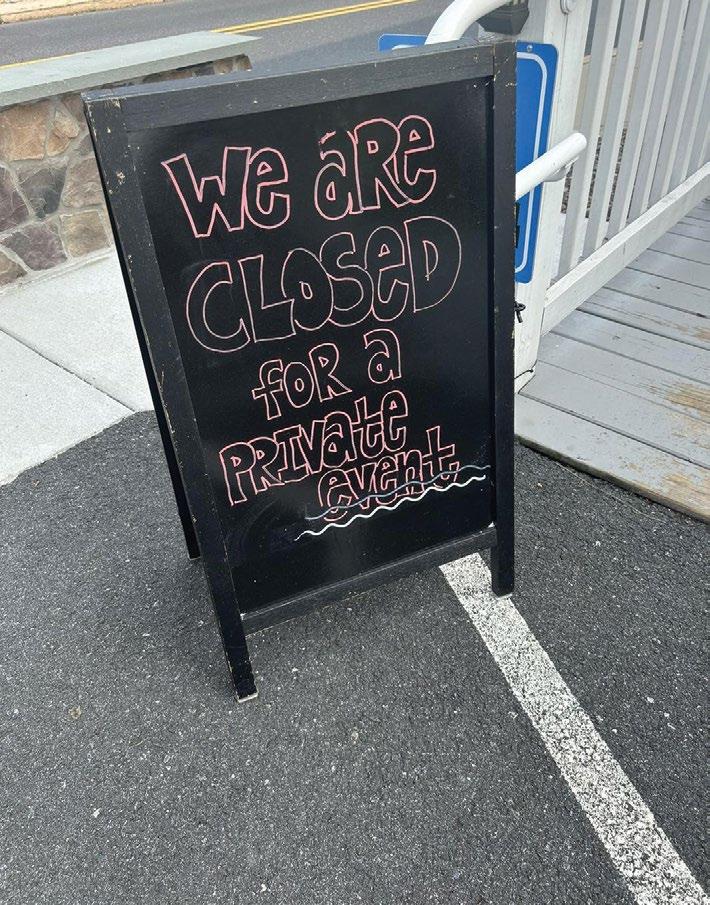 We aRe
CLOSeD
foR a
PRIVate
event